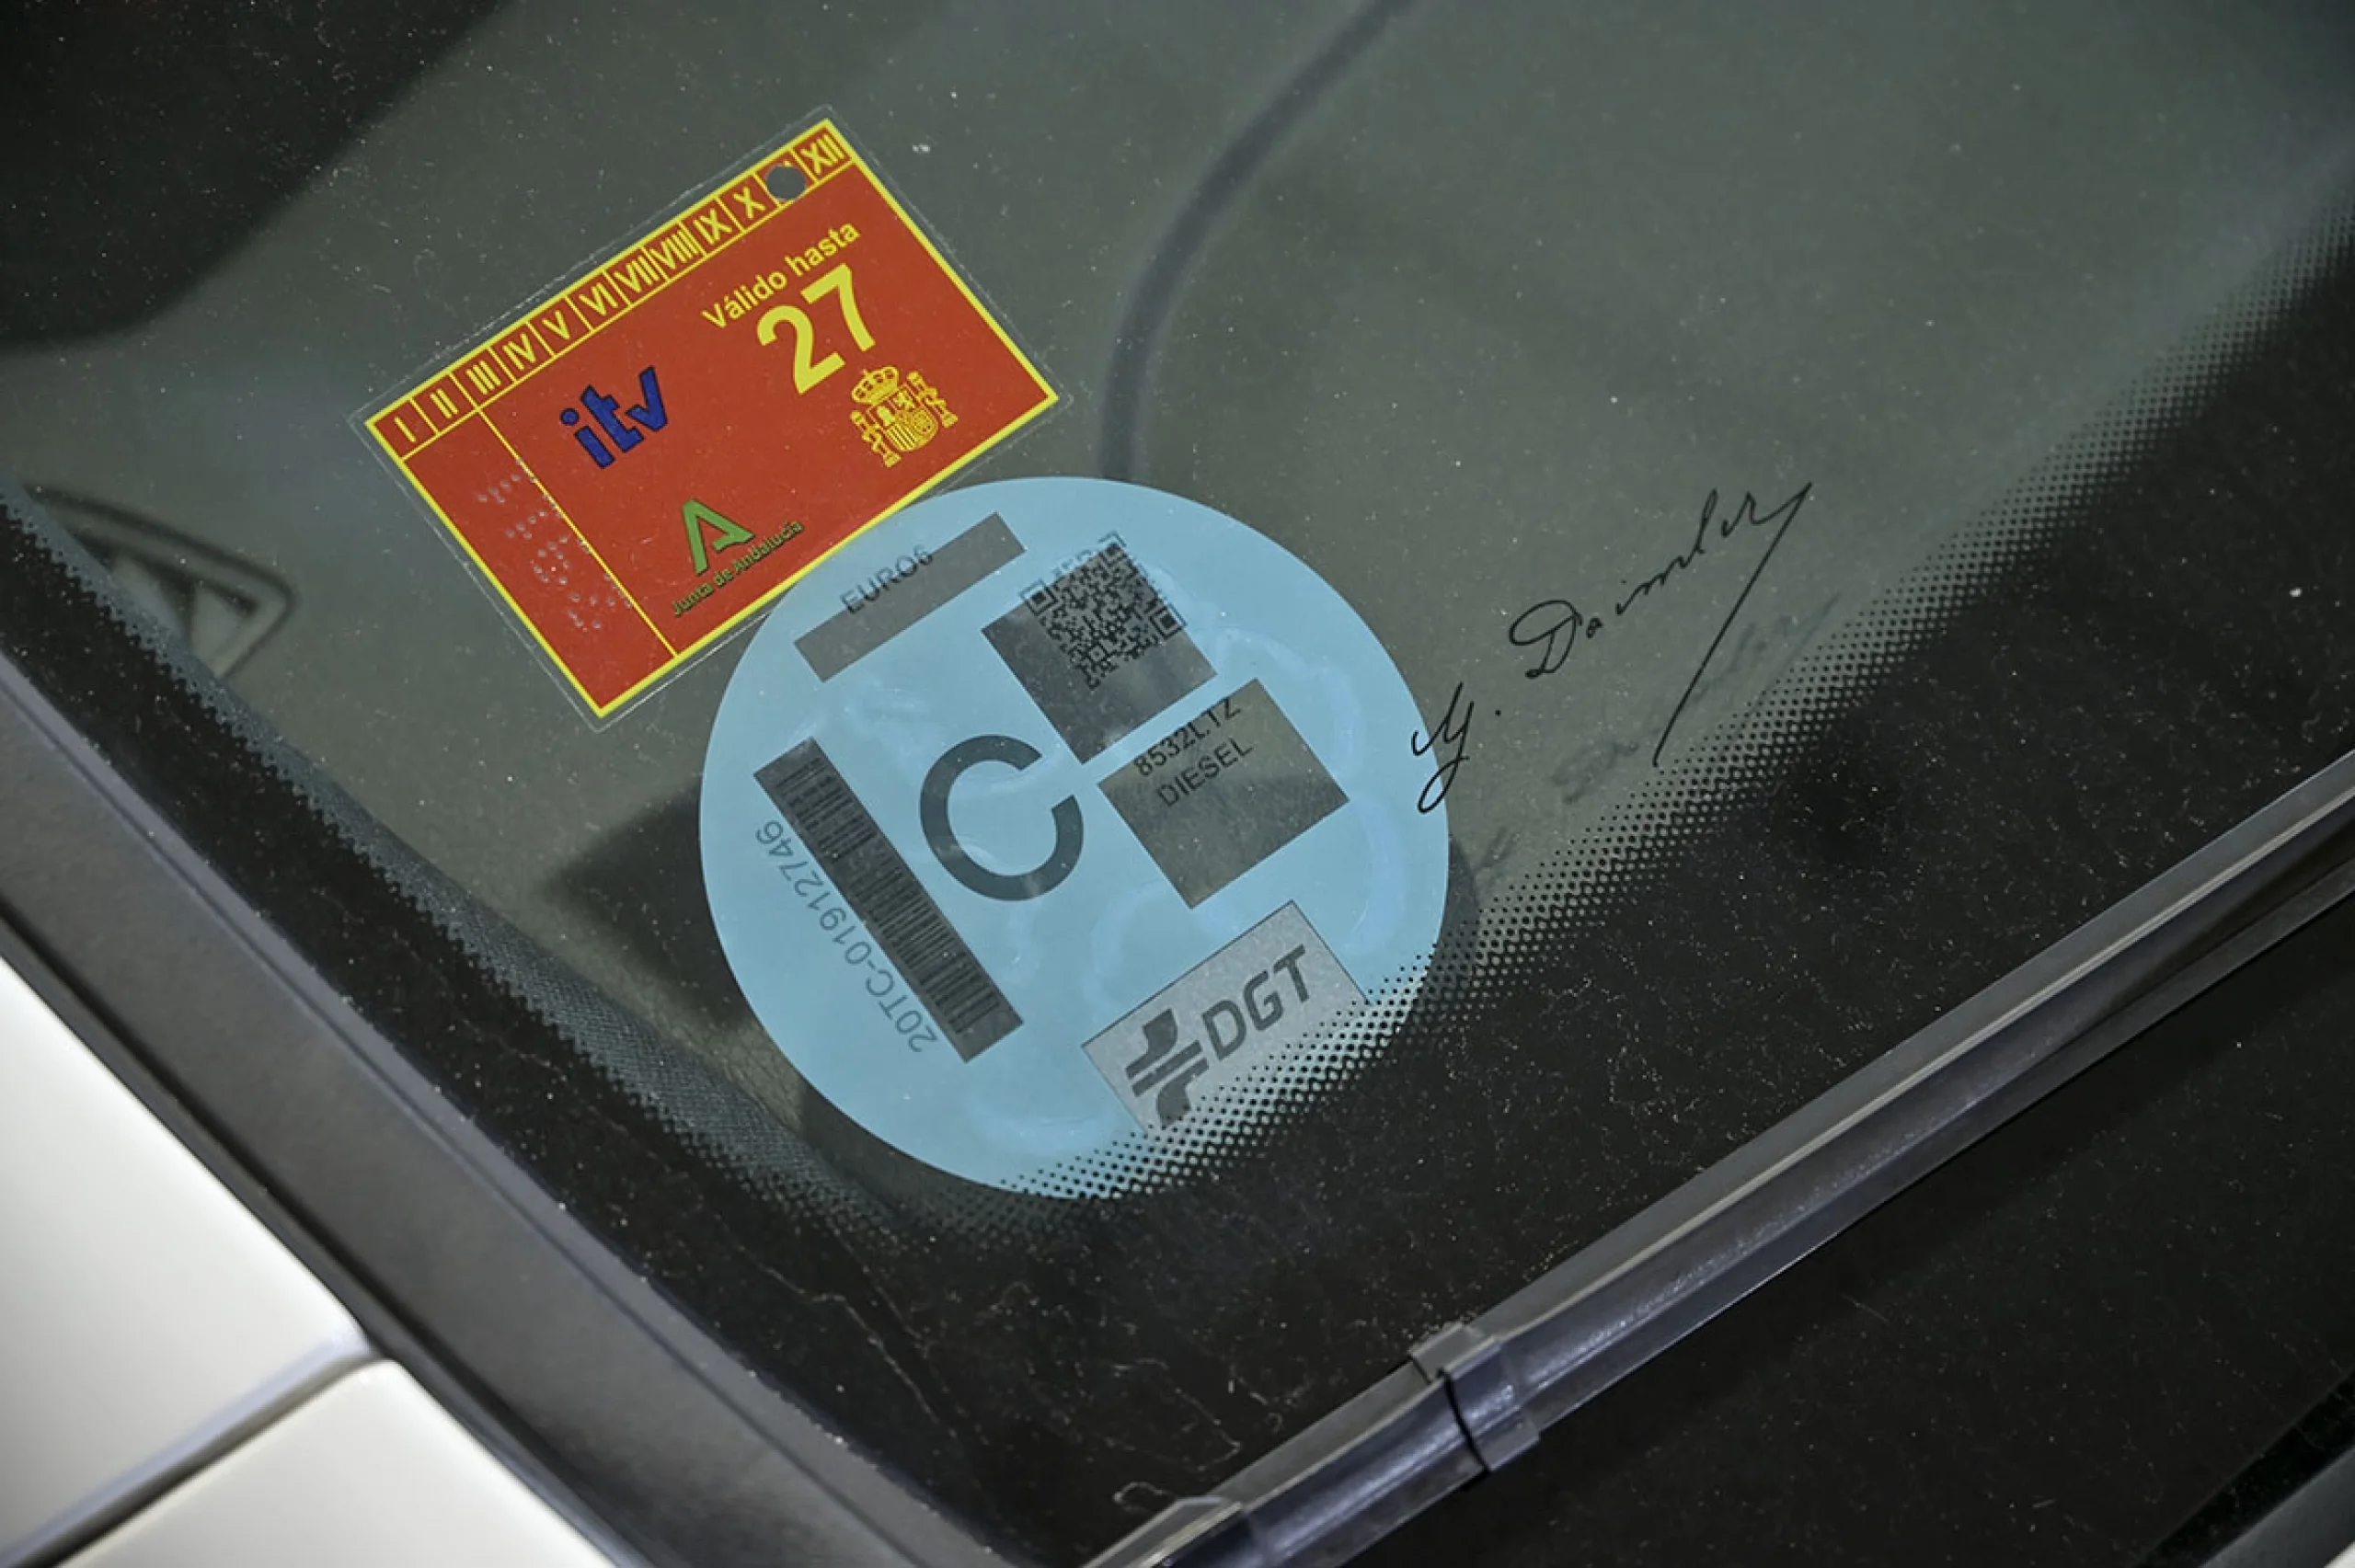 I II III IV V VI VII VIII IX X XII
Válido hasta
27
itv
Junta de Andalucía
EURO6
C
8532LTZ
DIESEL
20TC-01912746
DGT
G. Daimler